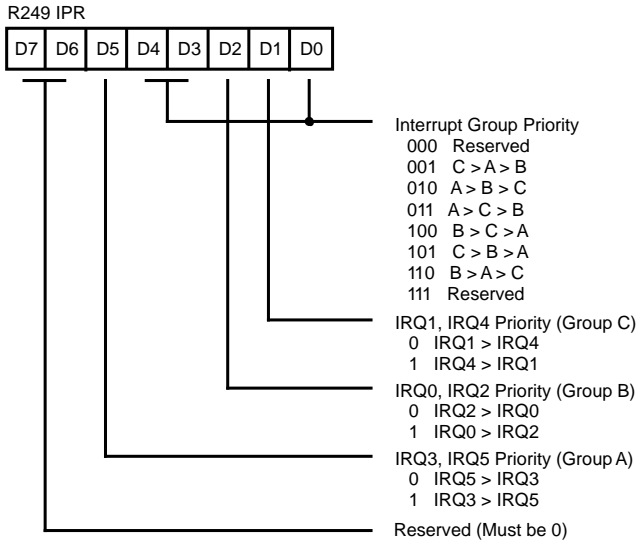 R249 IPR
D7 D6 D5 D4 D3 D2 D1 D0
Interrupt Group Priority
000 Reserved
001 C > A > B
010 A > B > C
011 A > C > B
100 B > C > A
101 C > B > A
110 B > A > C
111 Reserved
IRQ1, IRQ4 Priority (Group C)
0 IRQ1 > IRQ4
1 IRQ4 > IRQ1
IRQ0, IRQ2 Priority (Group B)
0 IRQ2 > IRQ0
1 IRQ0 > IRQ2
IRQ3, IRQ5 Priority (Group A)
0 IRQ5 > IRQ3
1 IRQ3 > IRQ5
Reserved (Must be 0)